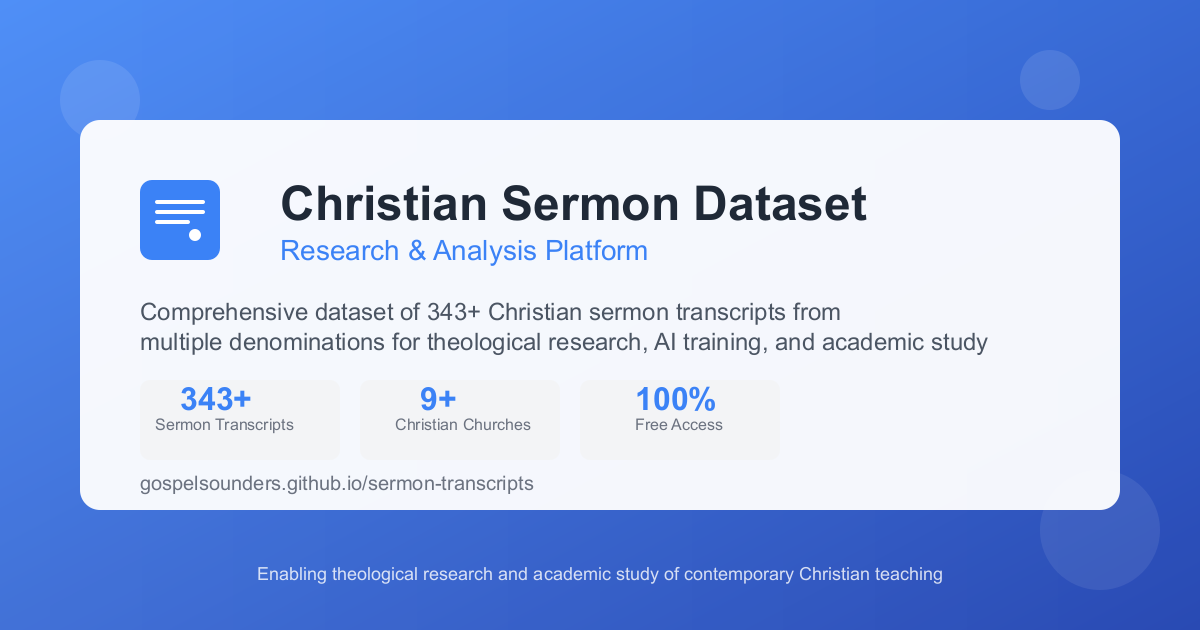 Christian Sermon Dataset
Research & Analysis Platform
Comprehensive dataset of 343+ Christian sermon transcripts from
multiple denominations for theological research, AI training, and academic study
343+
Sermon Transcripts
9+
Christian Churches
100%
Free Access
gospelsounders.github.io/sermon-transcripts
Enabling theological research and academic study of contemporary Christian teaching